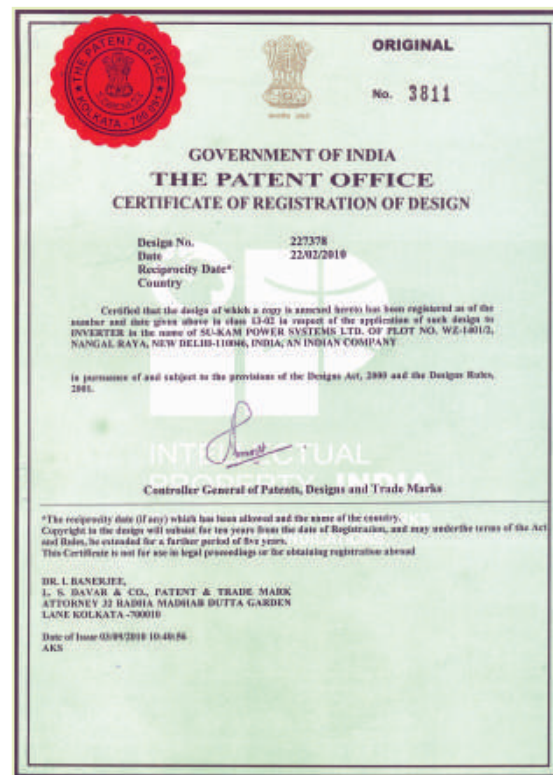 THE PATENT OFFICE
KOLKATA - 700 091
ORIGINAL
No. 3811
GOVERNMENT OF INDIA
THE PATENT OFFICE
CERTIFICATE OF REGISTRATION OF DESIGN
Design No. 227378
Date 22/02/2010
Reciprocity Date*
Country
Certified that the design of which a copy is annexed hereto has been registered as of the
number and date given above in class 13-02 in respect of the application of such design to
INVERTER in the name of SU-KAM POWER SYSTEMS LTD. OF PLOT NO. WZ-1401/2,
NANGAL RAYA, NEW DELHI-110046, INDIA, AN INDIAN COMPANY
in pursuance of and subject to the provisions of the Designs Act, 2000 and the Designs Rules,
2001.
INTELLECTUAL
PROPERTY INDIA
Controller General of Patents, Designs and Trade Marks
*The reciprocity date (if any) which has been allowed and the name of the country.
Copyright in the design will subsist for ten years from the date of Registration, and may underthe terms of the Act
and Rules, be extended for a further period of five years.
This Certificate is not for use in legal proceedings or for obtaining registration abroad
DR. I. BANERJEE,
L. S. DAVAR & CO., PATENT & TRADE MARK
ATTORNEY 32 RADHA MADHAB DUTTA GARDEN
LANE KOLKATA -700010
Date of Issue 03/09/2010 10:40:56
AKS